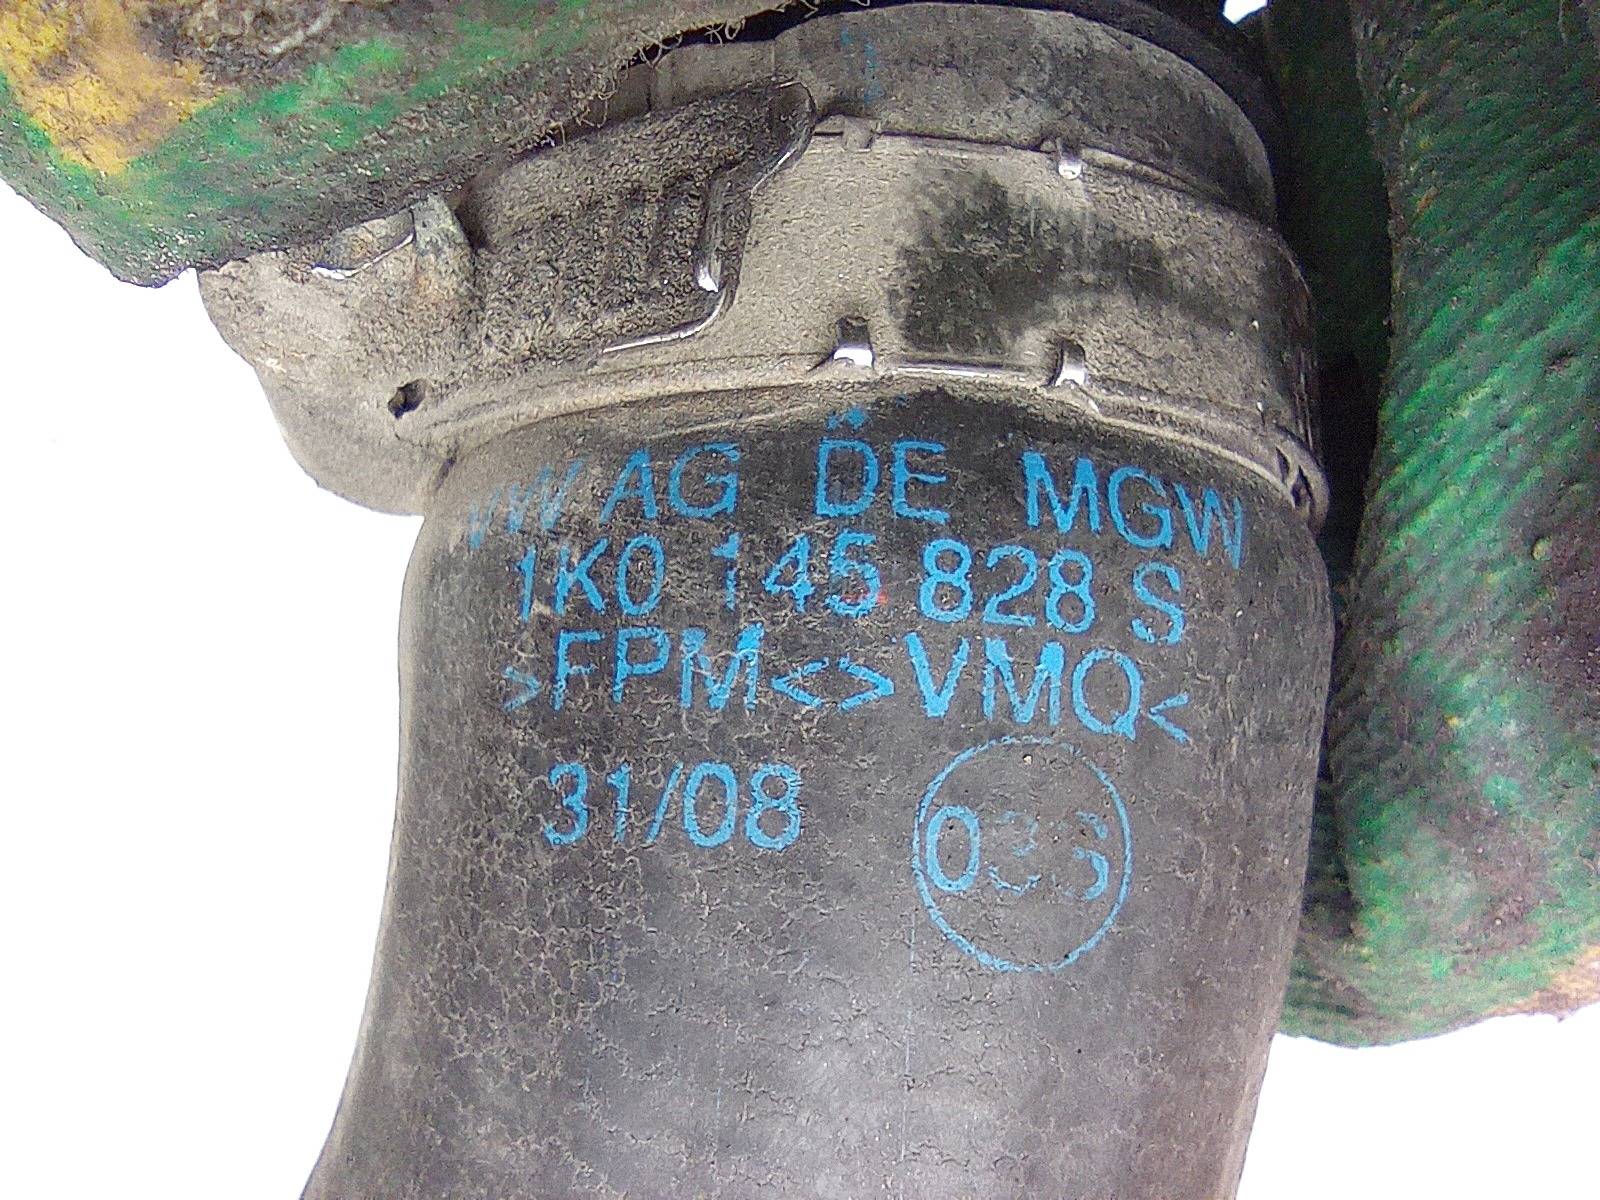 VW AG DE MGW
1K0 145 828 S
>FPM<>VMQ<
31/08